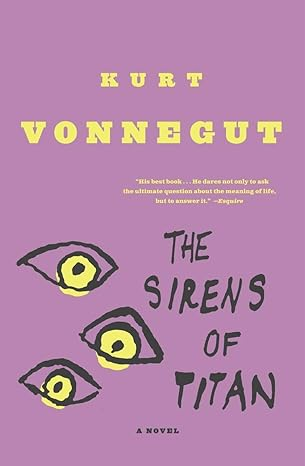 KURT
VONNEGUT
"His best book . . . He dares not only to ask
the ultimate question about the meaning of life,
but to answer it." —Esquire
THE
SIRENS
OF
TITAN
A NOVEL